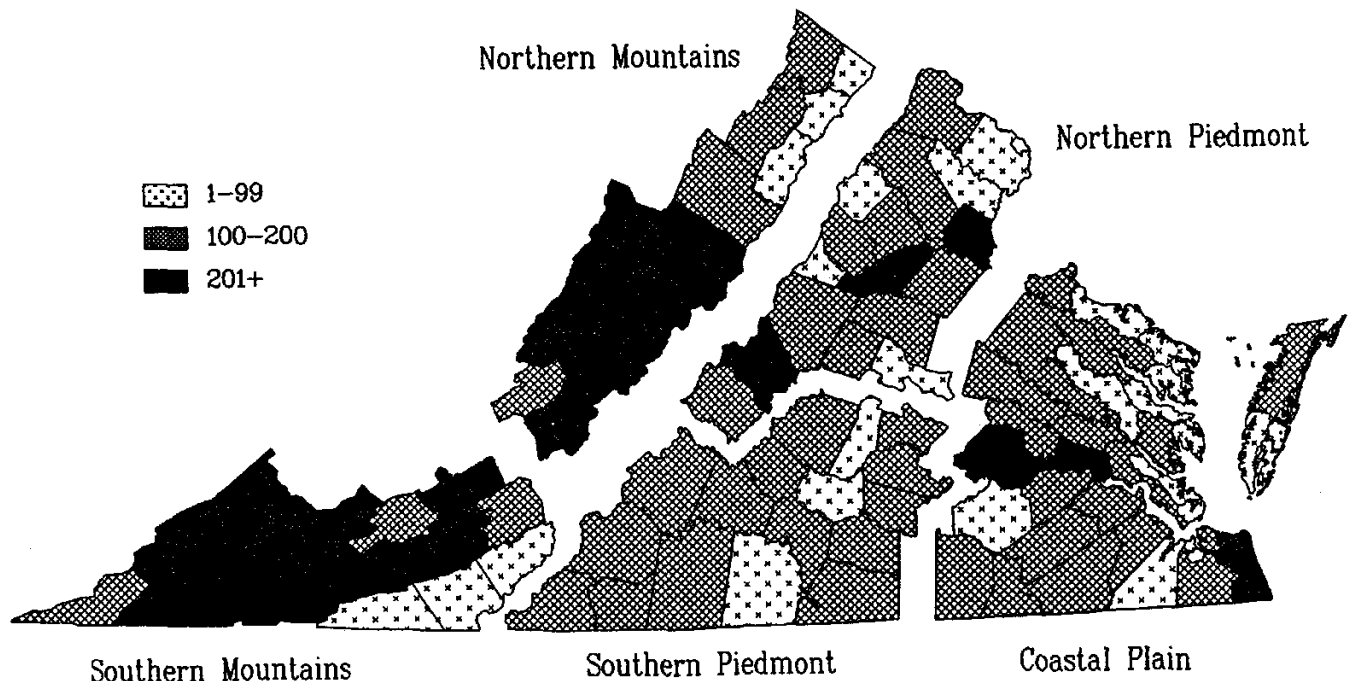 Northern Mountains
Northern Piedmont
1-99
100-200
201+
Southern Mountains
Southern Piedmont
Coastal Plain